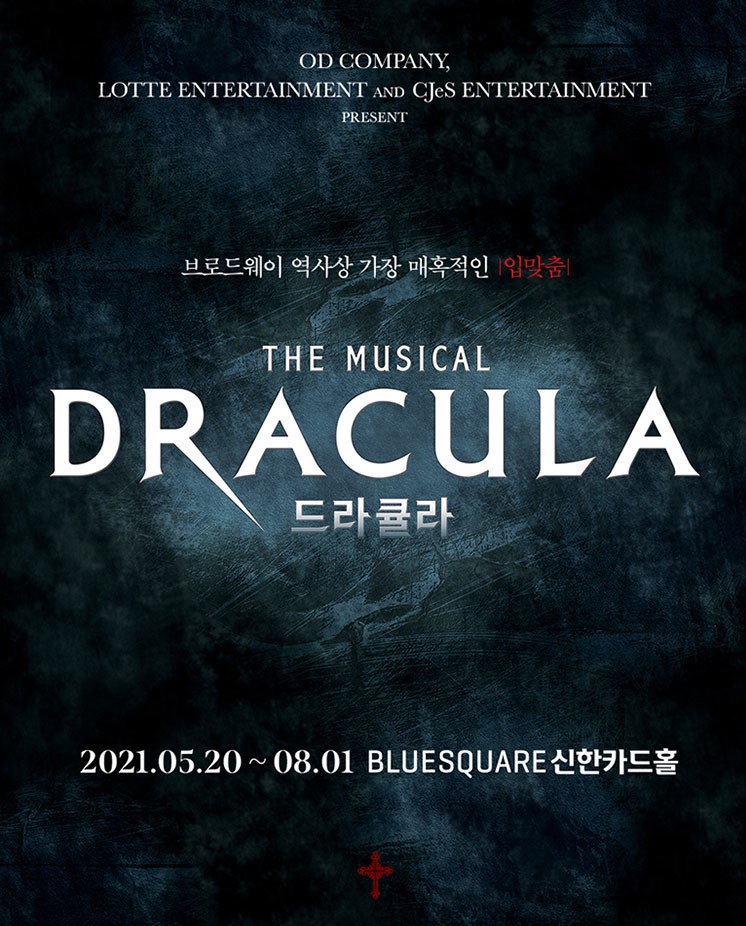 OD COMPANY,
LOTTE ENTERTAINMENT AND CJeS ENTERTAINMENT
PRESENT
브로드웨이 역사상 가장 매혹적인 |입맞춤|
THE MUSICAL
DRACULA
드라큘라
2021.05.20 ~ 08.01 BLUESQUARE 신한카드홀